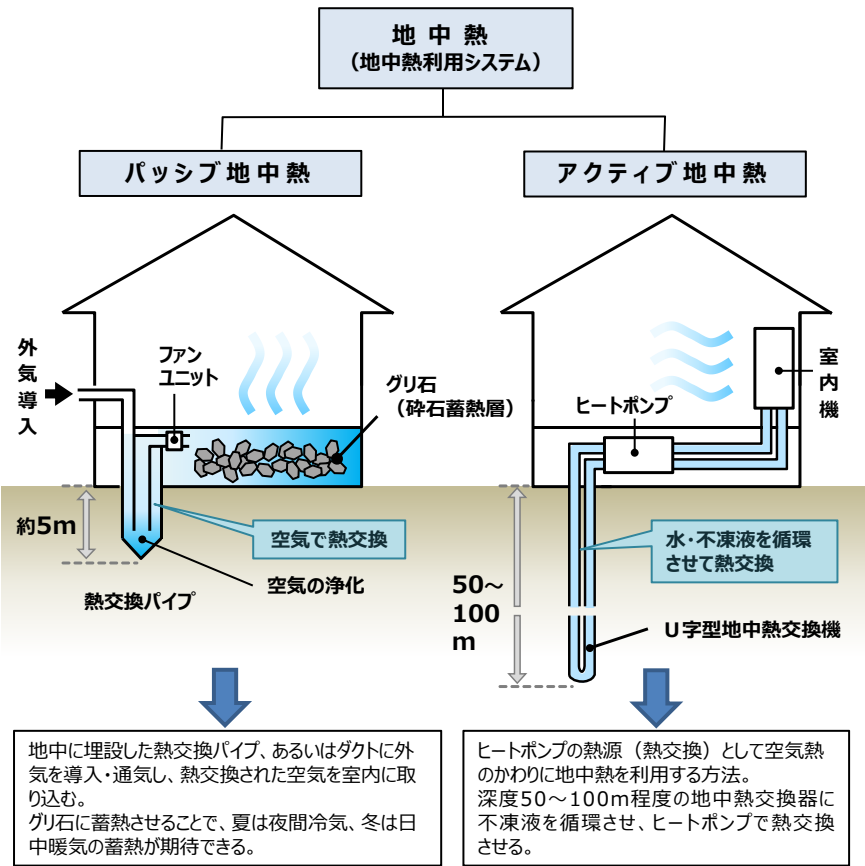 地中熱
（地中熱利用システム）
パッシブ地中熱
アクティブ地中熱
外気導入
ファン
ユニット
グリ石
（砕石蓄熱層）
約5m
空気で熱交換
空気の浄化
熱交換パイプ
室内機
ヒートポンプ
水・不凍液を循環
させて熱交換
50～
100
m
U字型地中熱交換機
地中に埋設した熱交換パイプ、あるいはダクトに外
気を導入・通気し、熱交換された空気を室内に取
り込む。
グリ石に蓄熱させることで、夏は夜間冷気、冬は日
中暖気の蓄熱が期待できる。
ヒートポンプの熱源（熱交換）として空気熱
のかわりに地中熱を利用する方法。
深度50～100m程度の地中熱交換器に
不凍液を循環させ、ヒートポンプで熱交換
させる。